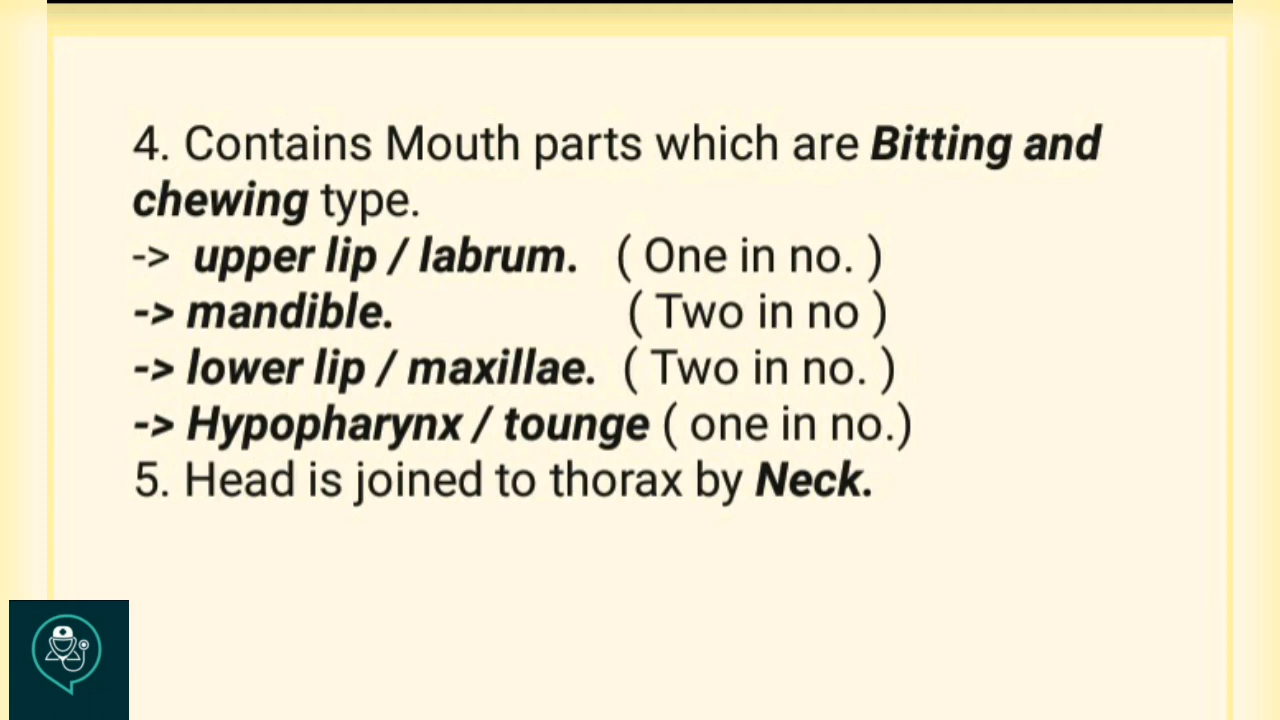 4. Contains Mouth parts which are Bitting and
chewing type.
-> upper lip / labrum. ( One in no. )
-> mandible. ( Two in no )
-> lower lip / maxillae. ( Two in no. )
-> Hypopharynx / tounge ( one in no.)
5. Head is joined to thorax by Neck.